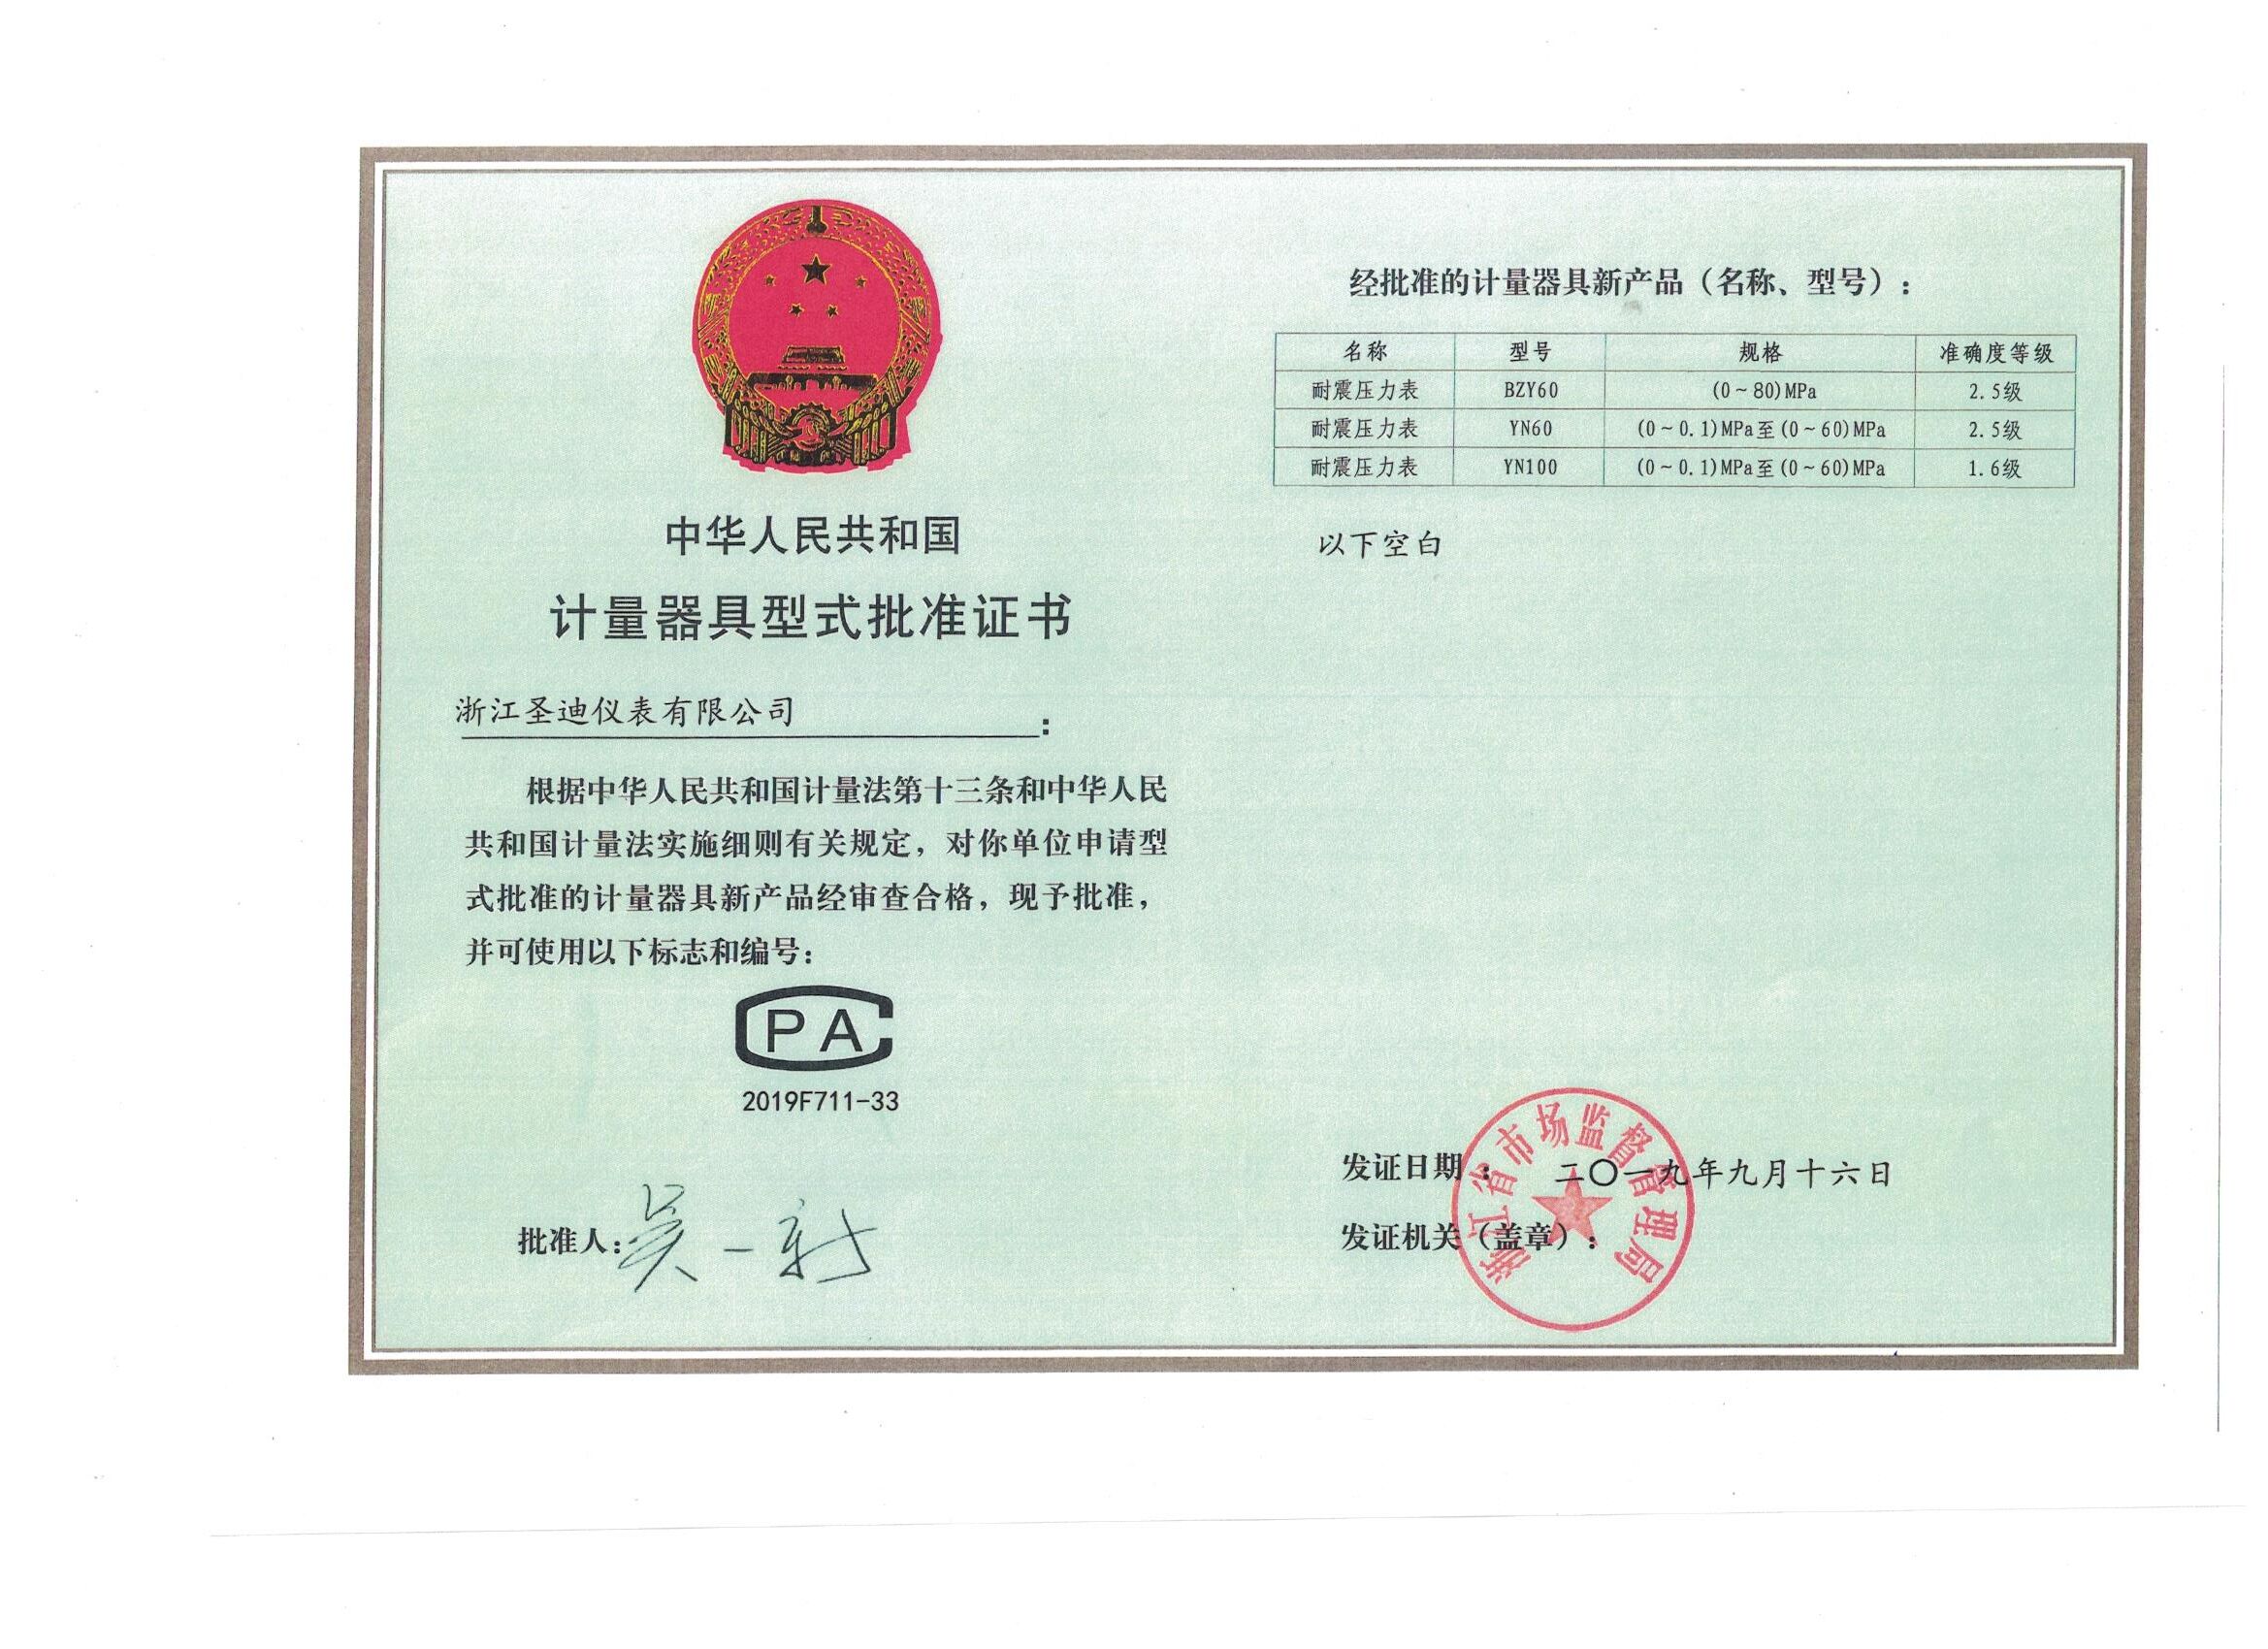 中华人民共和国
计量器具型式批准证书
浙江圣迪仪表有限公司：
根据中华人民共和国计量法第十三条和中华人民
共和国计量法实施细则有关规定，对你单位申请型
式批准的计量器具新产品经审查合格，现予批准，
并可使用以下标志和编号：
CPA
2019F711-33
批准人：吴一新
经批准的计量器具新产品（名称、型号）：
名称 型号 规格 准确度等级
耐震压力表 BZY60 (0～80)MPa 2.5级
耐震压力表 YN60 (0～0.1)MPa至(0～60)MPa 2.5级
耐震压力表 YN100 (0～0.1)MPa至(0～60)MPa 1.6级
以下空白
发证日期：二〇一九年九月十六日
发证机关（盖章）：
浙江省市场监督管理局